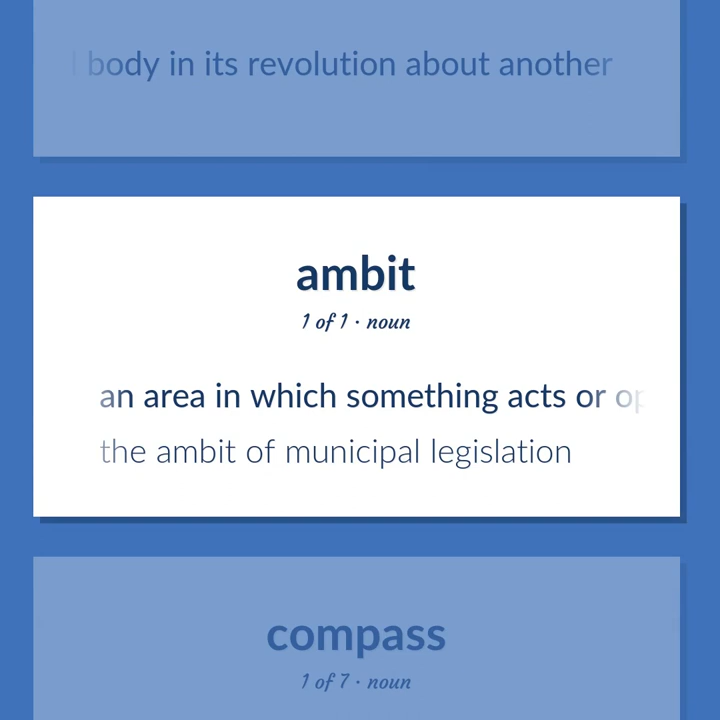 body in its revolution about another
ambit
1 of 1 · noun
an area in which something acts or
the ambit of municipal legislation
compass
1 of 7 · noun